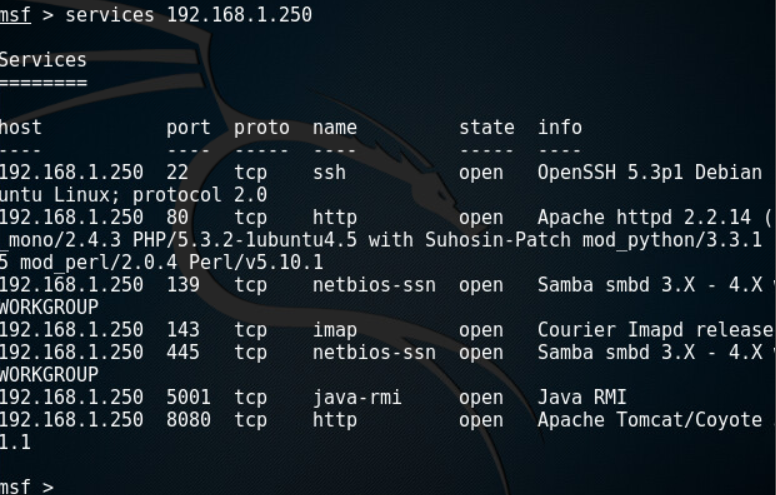 msf > services 192.168.1.250
Services
========
host port proto name state info
---- ---- ----- ---- ----- ----
192.168.1.250 22 tcp ssh open OpenSSH 5.3p1 Debian
untu Linux; protocol 2.0
192.168.1.250 80 tcp http open Apache httpd 2.2.14 (
mono/2.4.3 PHP/5.3.2-1ubuntu4.5 with Suhosin-Patch mod_python/3.3.1
5 mod_perl/2.0.4 Perl/v5.10.1
192.168.1.250 139 tcp netbios-ssn open Samba smbd 3.X - 4.X
WORKGROUP
192.168.1.250 143 tcp imap open Courier Imapd release
192.168.1.250 445 tcp netbios-ssn open Samba smbd 3.X - 4.X
WORKGROUP
192.168.1.250 5001 tcp java-rmi open Java RMI
192.168.1.250 8080 tcp http open Apache Tomcat/Coyote
1.1
msf >